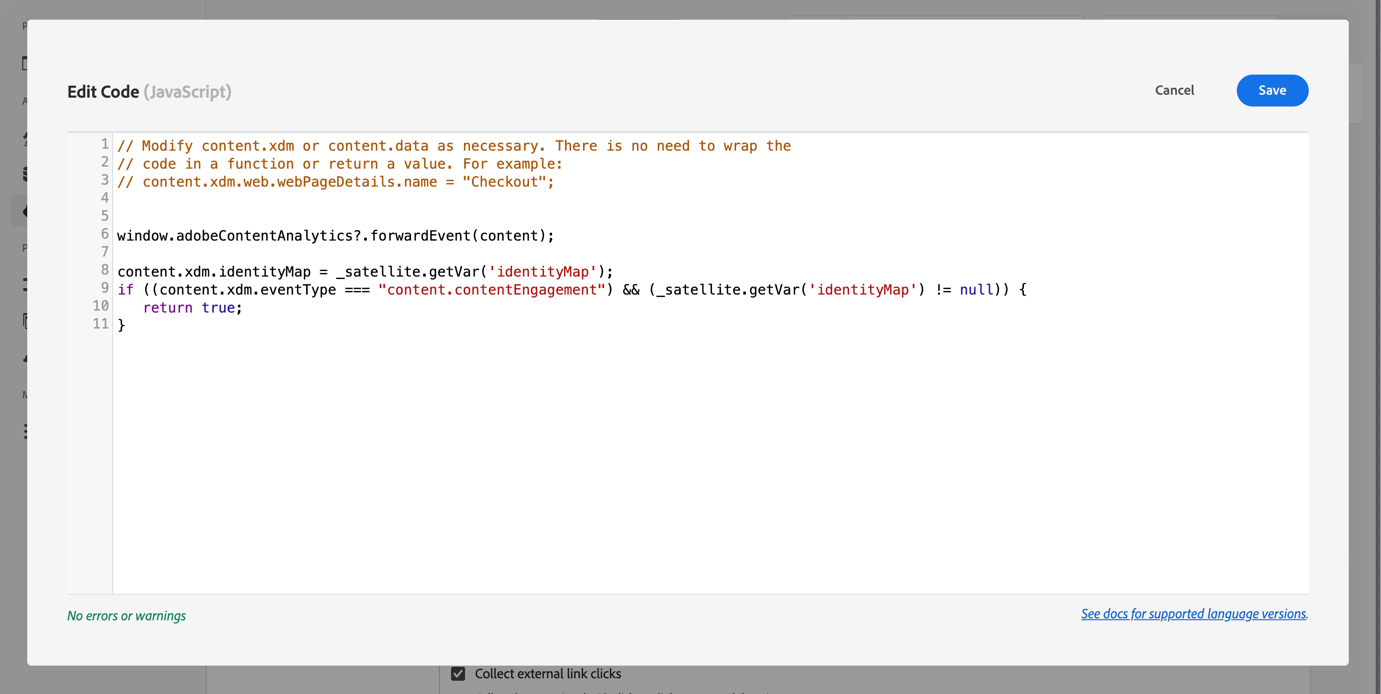 Edit Code (JavaScript)
Cancel
Save
1 // Modify content.xdm or content.data as necessary. There is no need to wrap the
2 // code in a function or return a value. For example:
3 // content.xdm.web.webPageDetails.name = "Checkout";
4
5
6 window.adobeContentAnalytics?.forwardEvent(content);
7
8 content.xdm.identityMap = _satellite.getVar('identityMap');
9 if ((content.xdm.eventType === "content.contentEngagement") && (_satellite.getVar('identityMap') != null)) {
10    return true;
11 }
No errors or warnings
See docs for supported language versions.
Collect external link clicks